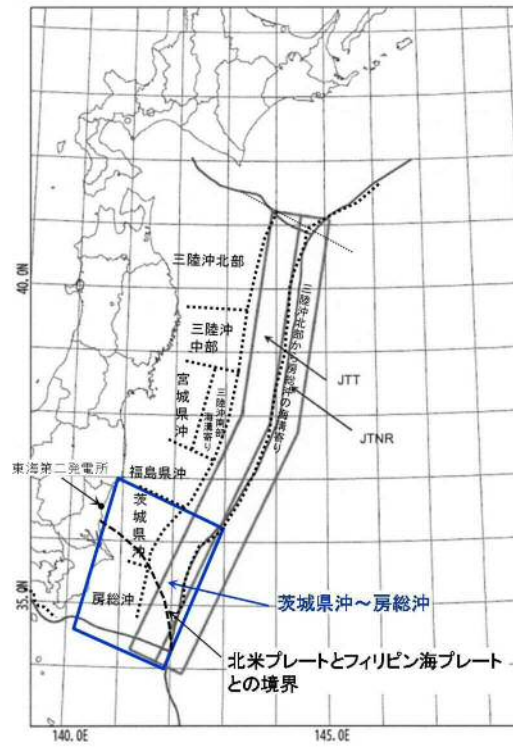 三陸沖北部
40.0N
三陸沖
中部
三陸沖北部から房総沖の海溝寄り
JTT
宮城県沖
三陸沖南部
海溝寄り
JTNR
福島県沖
東海第二発電所
茨城県沖
35.0N
房総沖
茨城県沖~房総沖
北米プレートとフィリピン海プレート
との境界
140.0E
145.0E